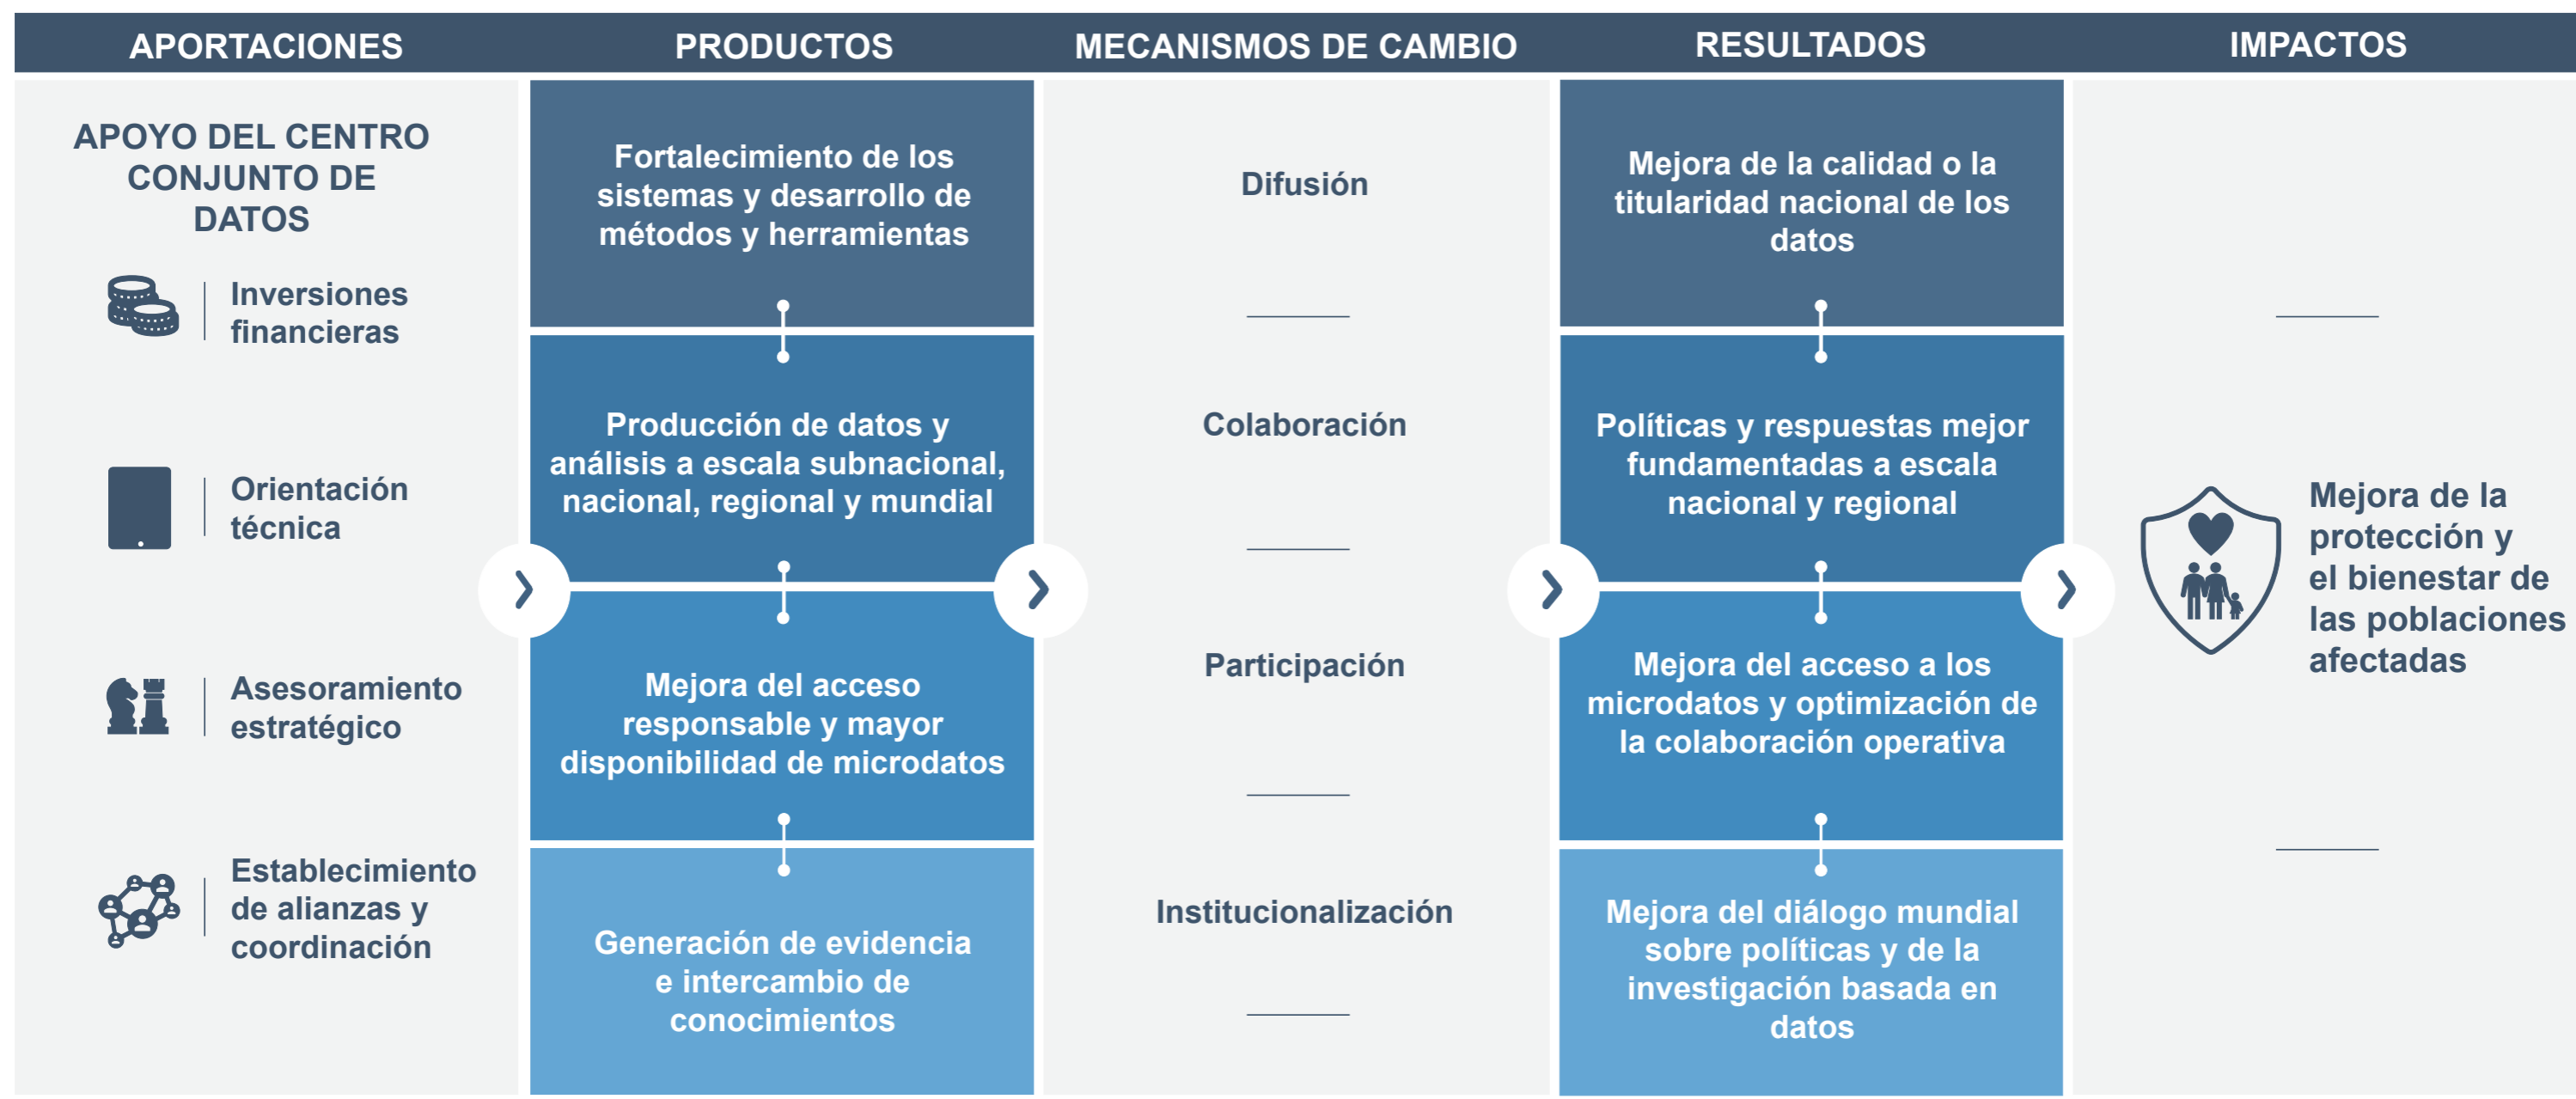 APORTACIONES
PRODUCTOS
MECANISMOS DE CAMBIO
RESULTADOS
IMPACTOS
APOYO DEL CENTRO
CONJUNTO DE
DATOS
Inversiones
financieras
Orientación
técnica
Asesoramiento
estratégico
Establecimiento
de alianzas y
coordinación
Fortalecimiento de los
sistemas y desarrollo de
métodos y herramientas
Producción de datos y
análisis a escala subnacional,
nacional, regional y mundial
Mejora del acceso
responsable y mayor
disponibilidad de microdatos
Generación de evidencia
e intercambio de
conocimientos
Difusión
Colaboración
Participación
Institucionalización
Mejora de la calidad o la
titularidad nacional de los
datos
Políticas y respuestas mejor
fundamentadas a escala
nacional y regional
Mejora del acceso a los
microdatos y optimización de
la colaboración operativa
Mejora del diálogo mundial
sobre políticas y de la
investigación basada en
datos
Mejora de la
protección y
el bienestar de
las poblaciones
afectadas